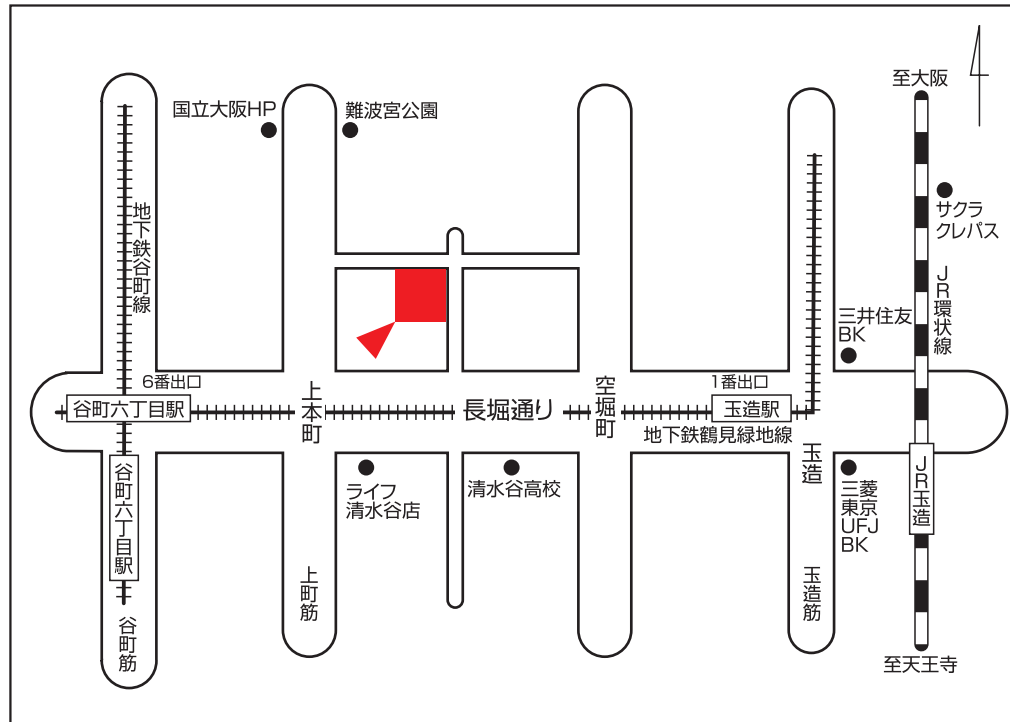 至大阪
国立大阪HP
難波宮公園
サクラ
クレパス
地下鉄谷町線
JR環状線
三井住友
BK
6番出口
1番出口
谷町六丁目駅
上本町
長堀通り
空堀町
玉造駅
地下鉄鶴見緑地線
玉造
谷町六丁目駅
ライフ
清水谷店
清水谷高校
三菱
東京
UFJ
BK
JR玉造
上町筋
玉造筋
谷町筋
至天王寺